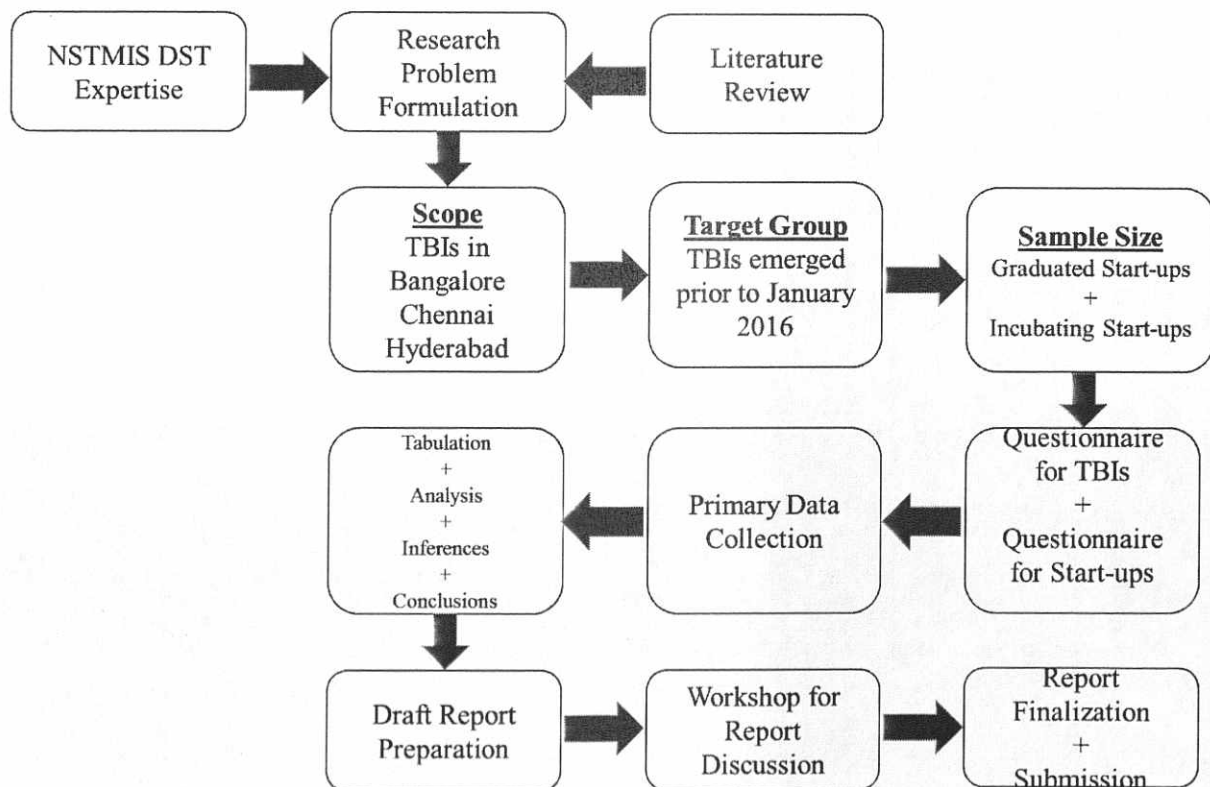 NSTMIS DST
Expertise
Research
Problem
Formulation
Literature
Review
Scope
TBIs in
Bangalore
Chennai
Hyderabad
Target Group
TBIs emerged
prior to January
2016
Sample Size
Graduated Start-ups
+
Incubating Start-ups
Questionnaire
for TBIs
+
Questionnaire
for Start-ups
Primary Data
Collection
Tabulation
+
Analysis
+
Inferences
+
Conclusions
Draft Report
Preparation
Workshop for
Report
Discussion
Report
Finalization
+
Submission